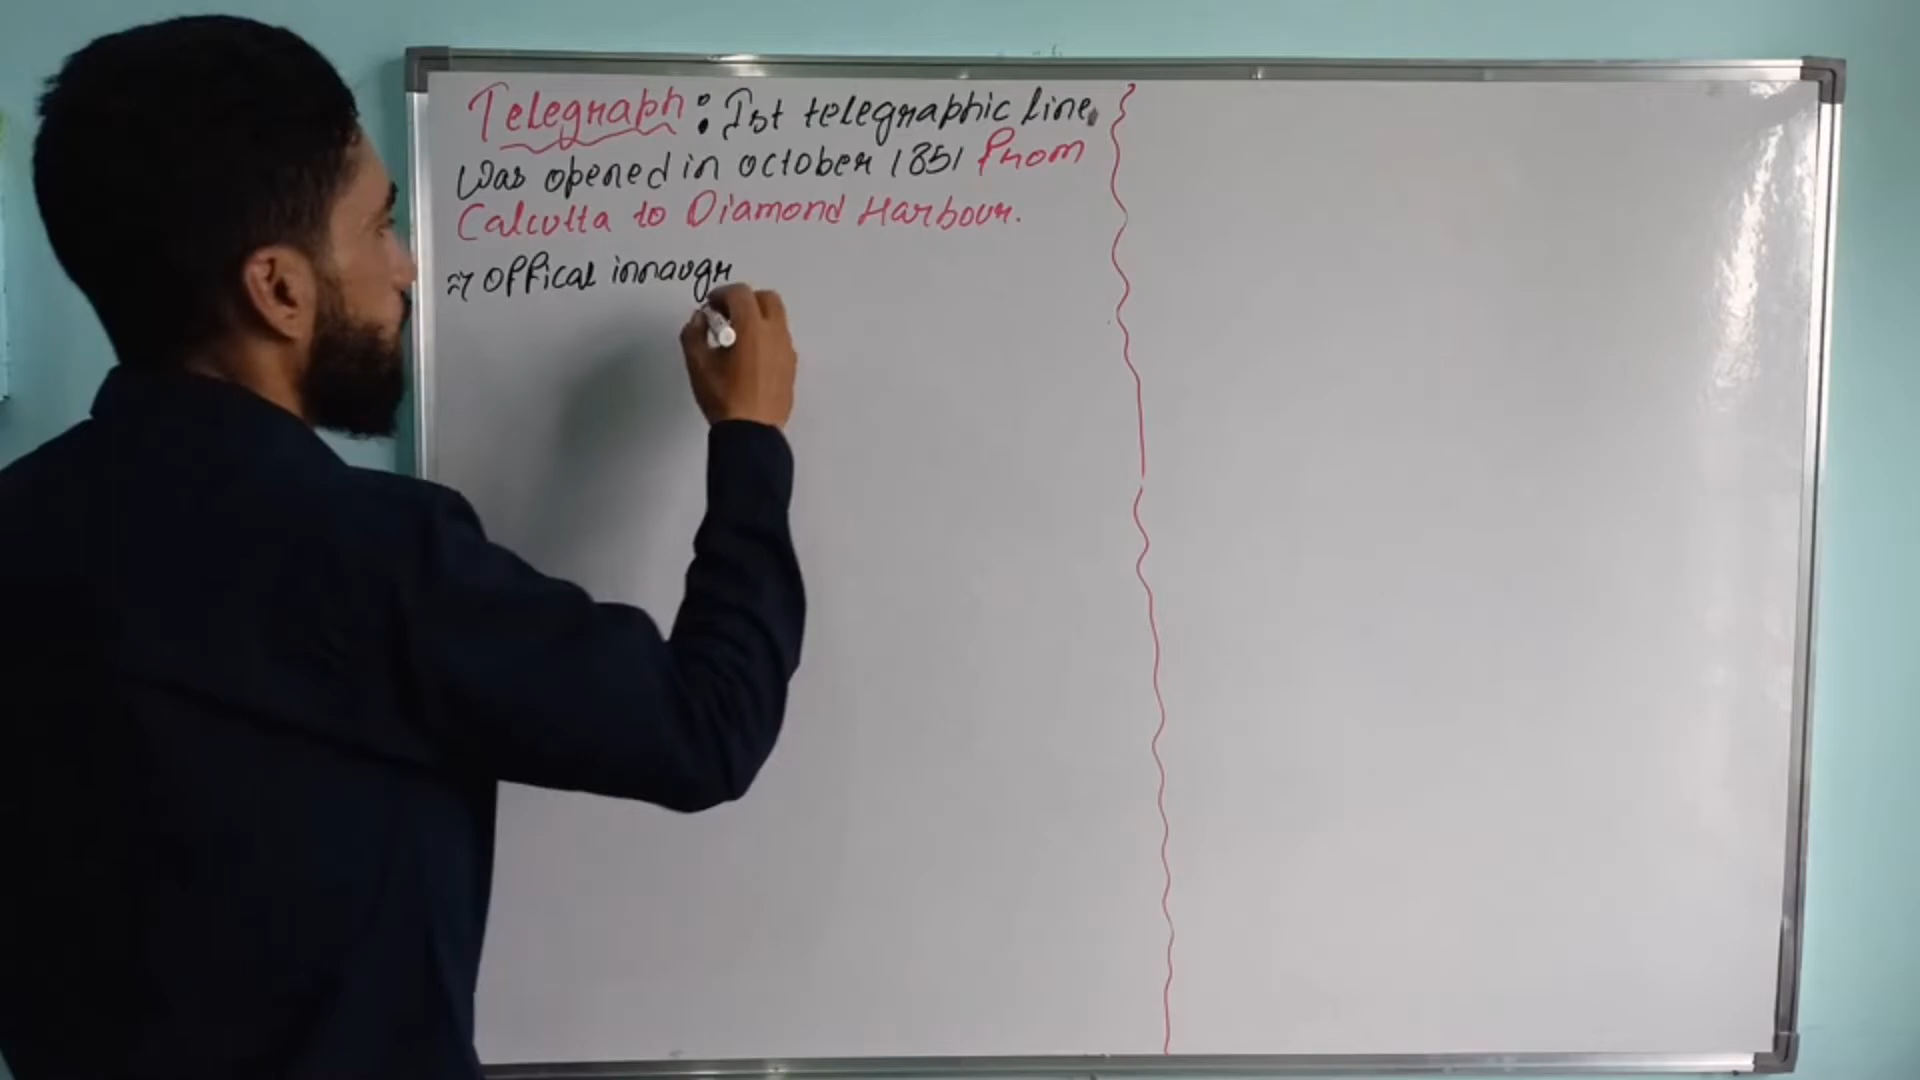 Telegraph : Ist telegraphic line
was opened in october 1851 From
Calcutta to Diamond Harbour.
⇒ Offical innaugr